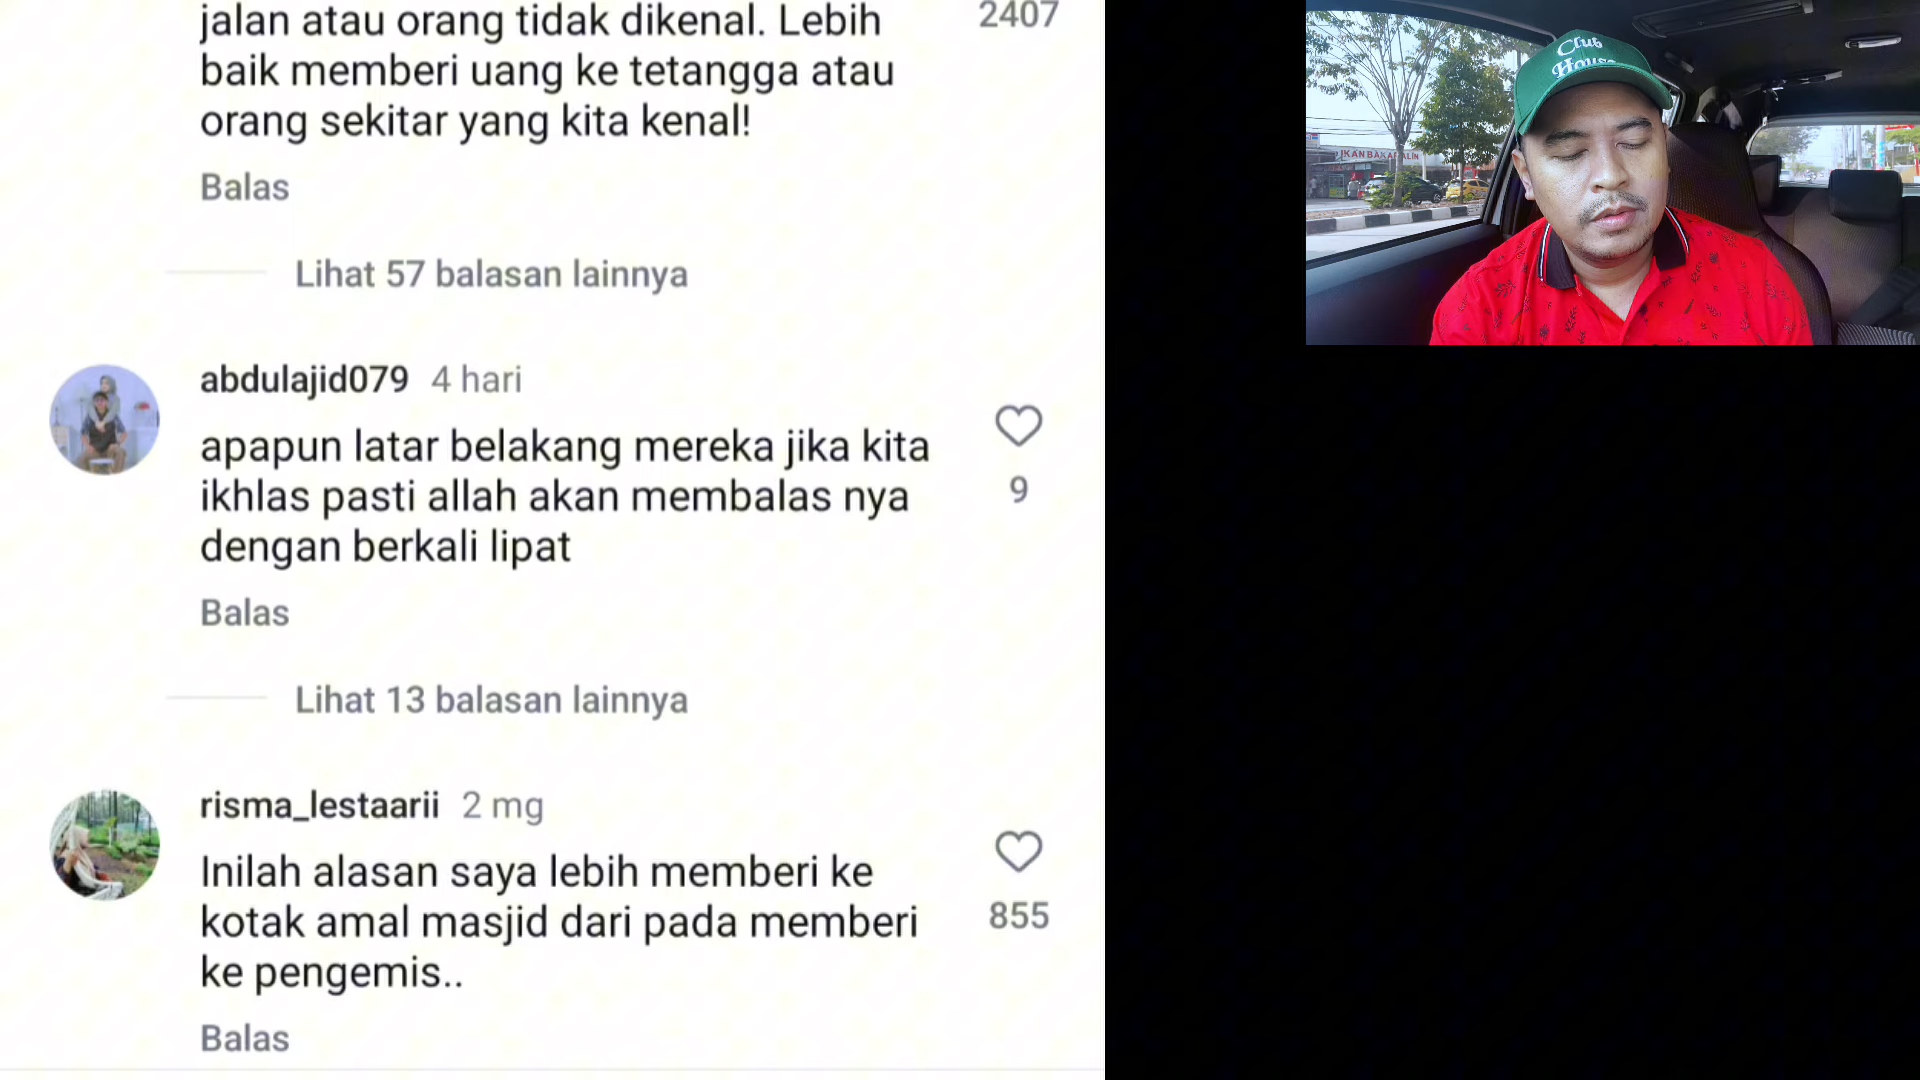 jalan atau orang tidak dikenal. Lebih
baik memberi uang ke tetangga atau
orang sekitar yang kita kenal!
2407
Balas
Lihat 57 balasan lainnya
abdulajid079 4 hari
apapun latar belakang mereka jika kita
ikhlas pasti allah akan membalas nya
dengan berkali lipat
9
Balas
Lihat 13 balasan lainnya
risma_lestaarii 2 mg
Inilah alasan saya lebih memberi ke
kotak amal masjid dari pada memberi
ke pengemis..
855
Balas
Club
House
IKAN BAKAR